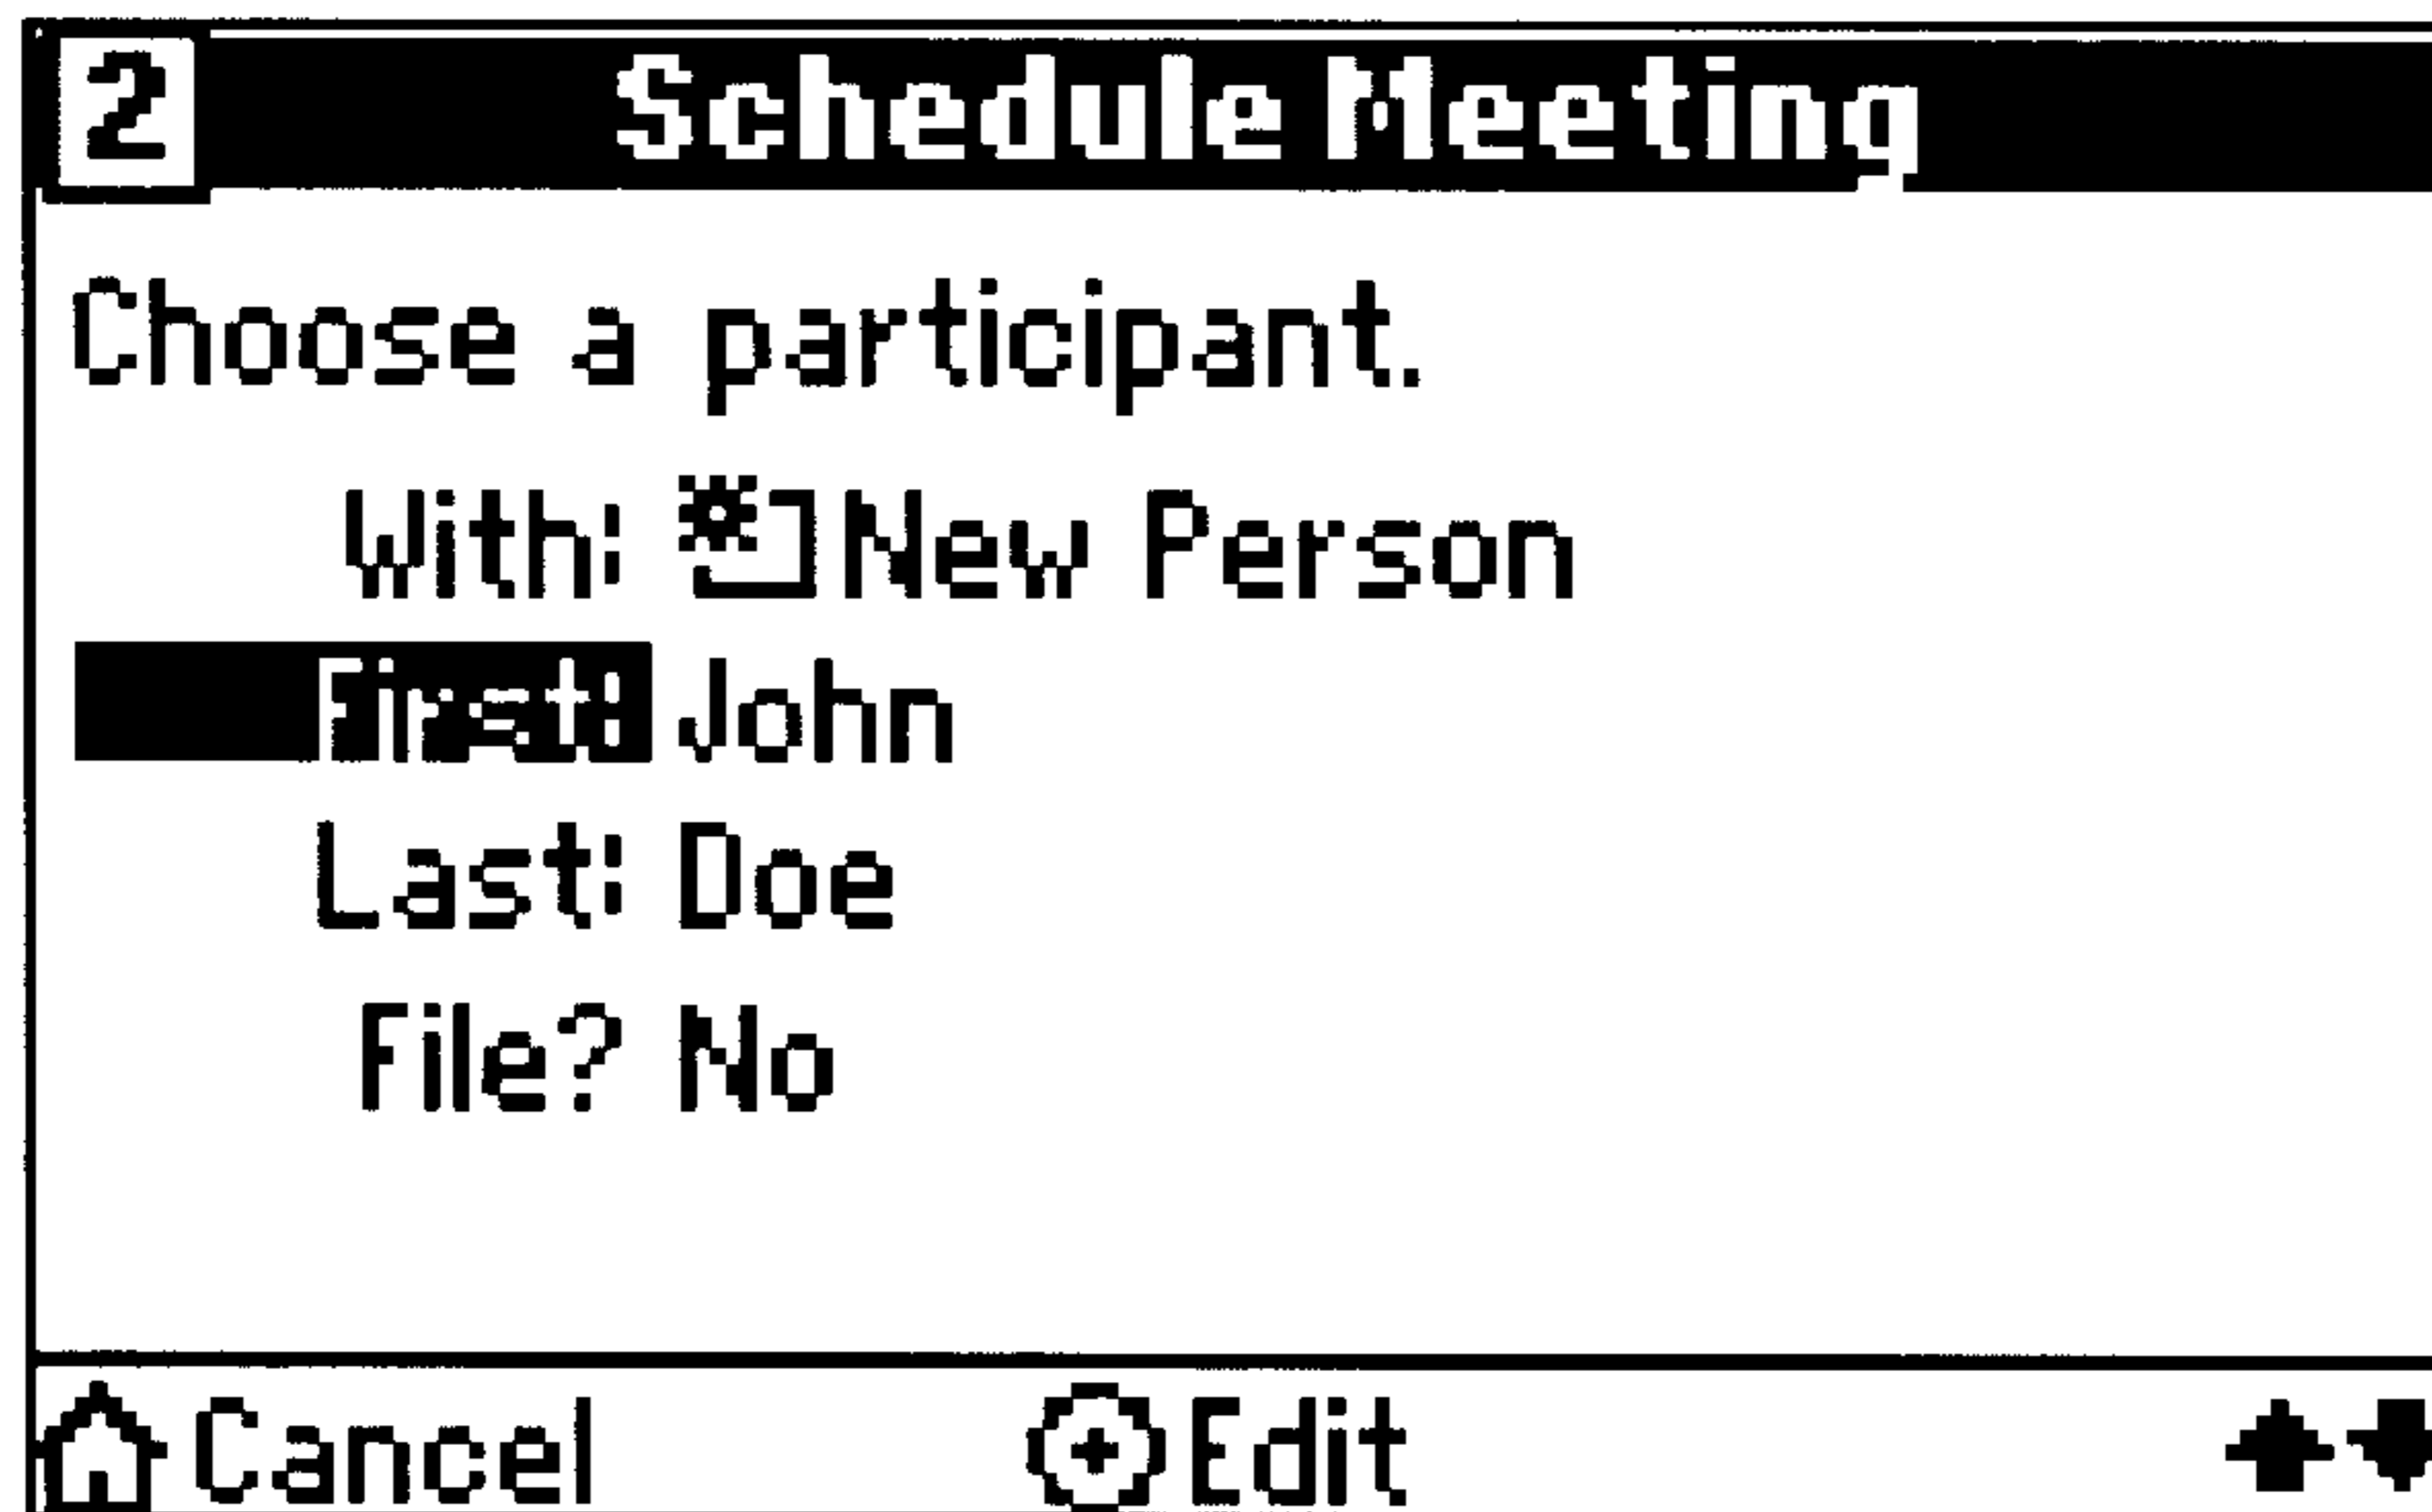 2 Schedule Meeting
Choose a participant.
With: New Person
First: John
Last: Doe
File? No
Cancel Edit